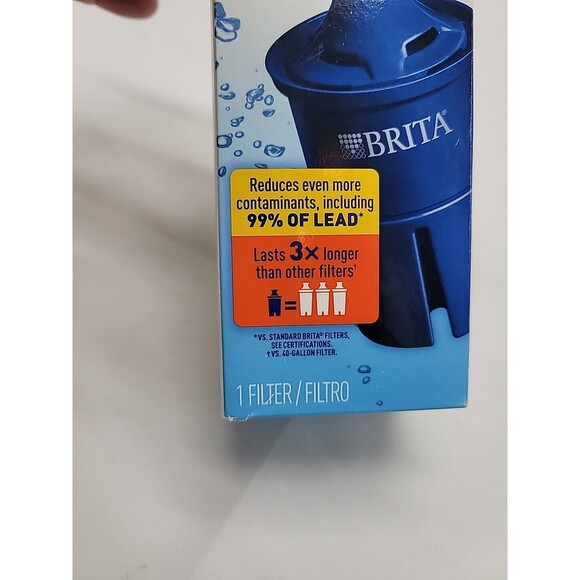 BRITA®
Reduces even more
contaminants, including
99% OF LEAD*
Lasts 3x longer
than other filters†
=
*VS. STANDARD BRITA® FILTERS,
SEE CERTIFICATIONS.
†VS. 40-GALLON FILTER.
1 FILTER/FILTRO